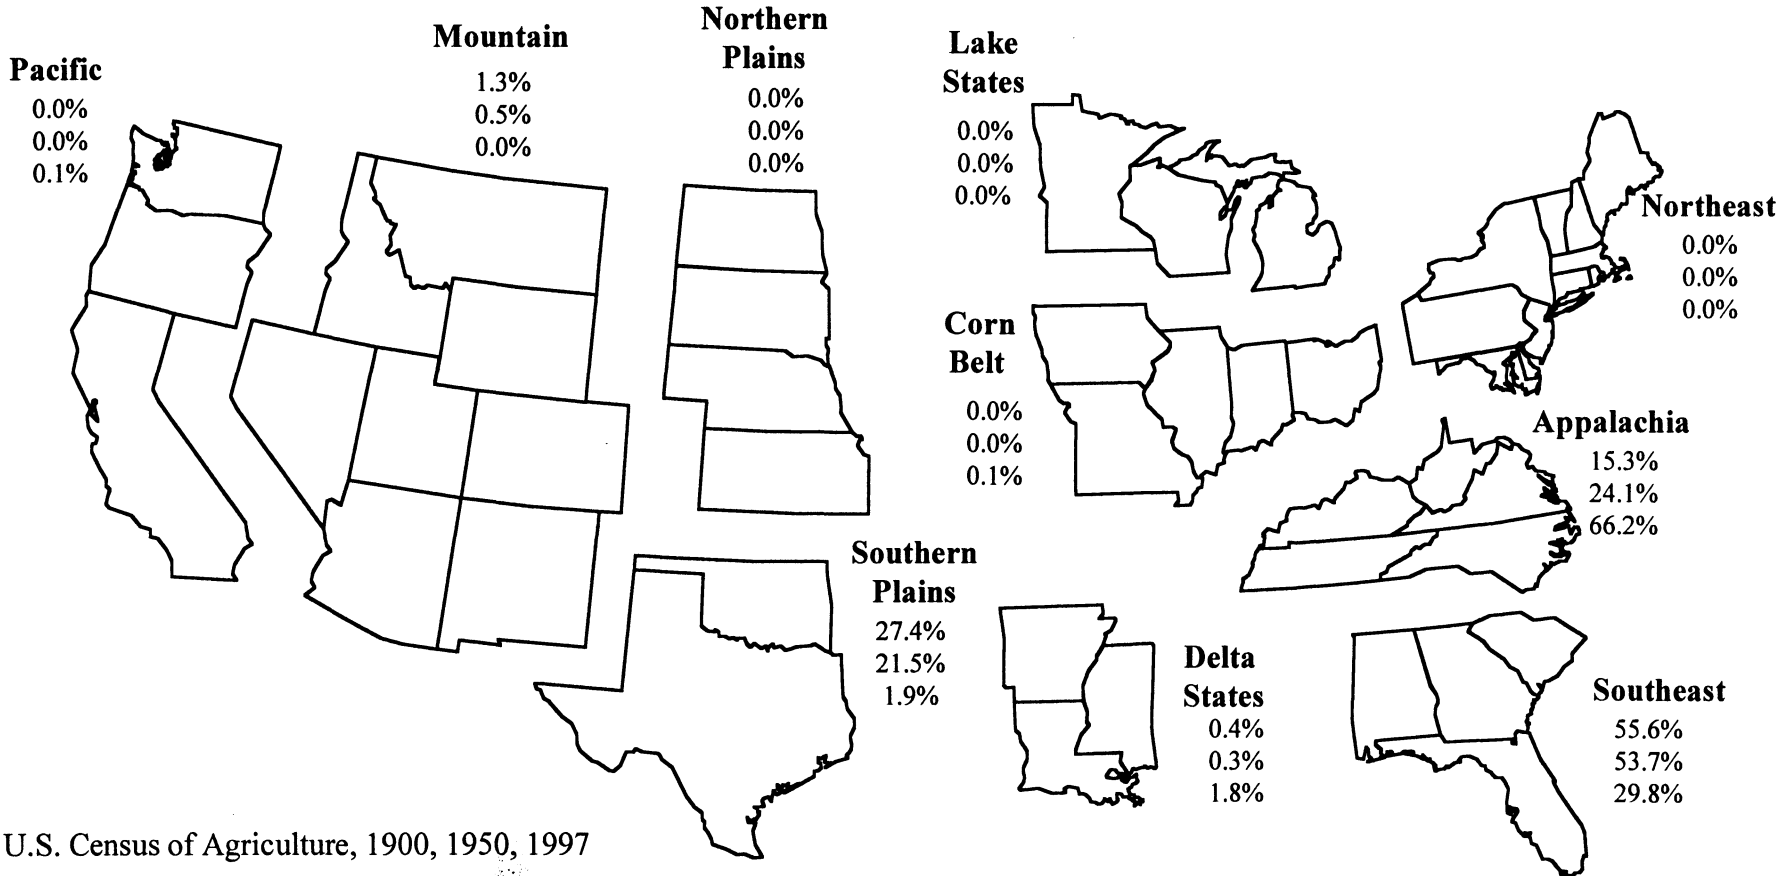 Pacific
0.0%
0.0%
0.1%
Mountain
1.3%
0.5%
0.0%
Northern
Plains
0.0%
0.0%
0.0%
Lake
States
0.0%
0.0%
0.0%
Northeast
0.0%
0.0%
0.0%
Corn
Belt
0.0%
0.0%
0.1%
Appalachia
15.3%
24.1%
66.2%
Southern
Plains
27.4%
21.5%
1.9%
Delta
States
0.4%
0.3%
1.8%
Southeast
55.6%
53.7%
29.8%
U.S. Census of Agriculture, 1900, 1950, 1997